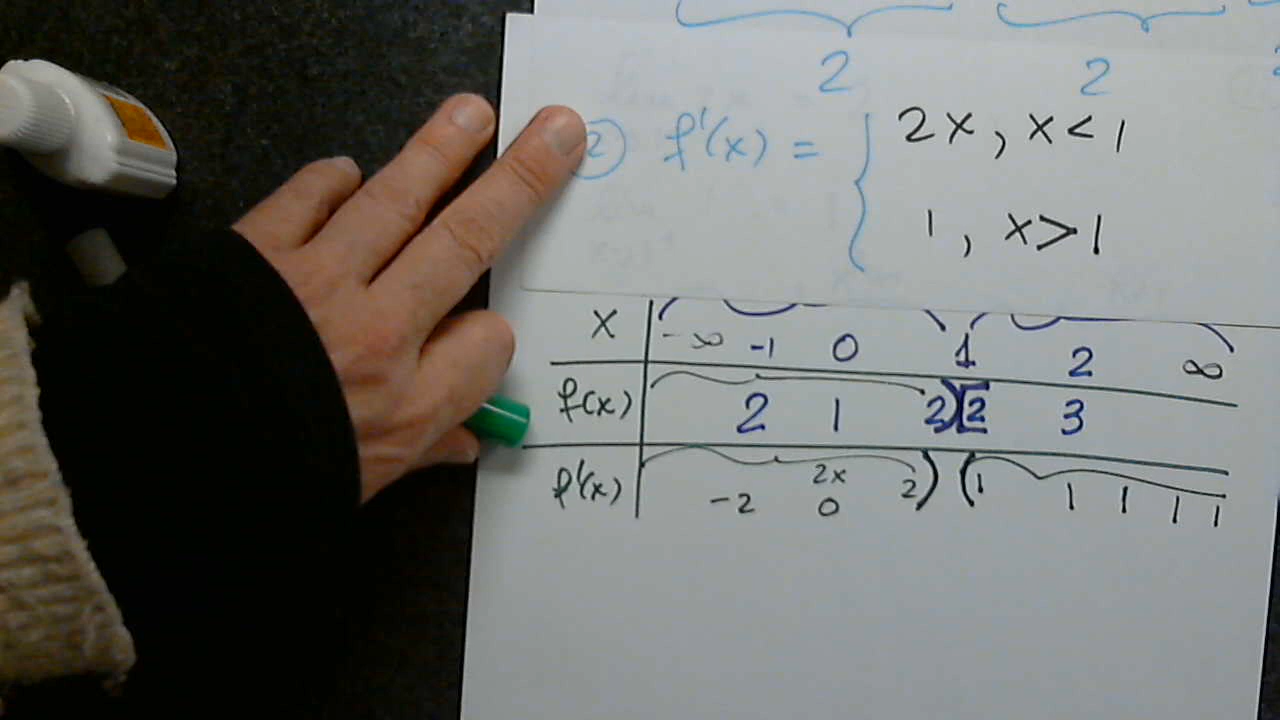 2 2
② f'(x) = { 2x, x < 1
1, x > 1
x | -∞ -1 0 1 2 ∞
f(x) | 2 1 2) [2 3
f'(x) | -2 2x 2) (1 1 1 1 1
0